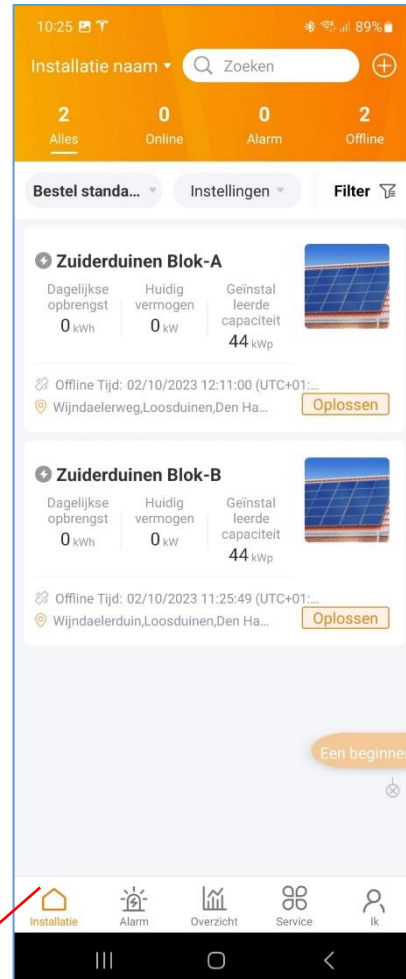 10:25 89%
Installatie naam Zoeken
2 0 0 2
Alles Online Alarm Offline
Bestel standa... Instellingen Filter
Zuiderduinen Blok-A
Dagelijkse opbrengst
0 kWh
Huidig vermogen
0 kW
Geïnstal
leerde
capaciteit
44 kWp
Offline Tijd: 02/10/2023 12:11:00 (UTC+01:...
Wijndaelerweg,Loosduinen,Den Ha... Oplossen
Zuiderduinen Blok-B
Dagelijkse opbrengst
0 kWh
Huidig vermogen
0 kW
Geïnstal
leerde
capaciteit
44 kWp
Offline Tijd: 02/10/2023 11:25:49 (UTC+01:...
Wijndaelerduin,Loosduinen,Den Ha... Oplossen
Een beginner
Installatie Alarm Overzicht Service Ik